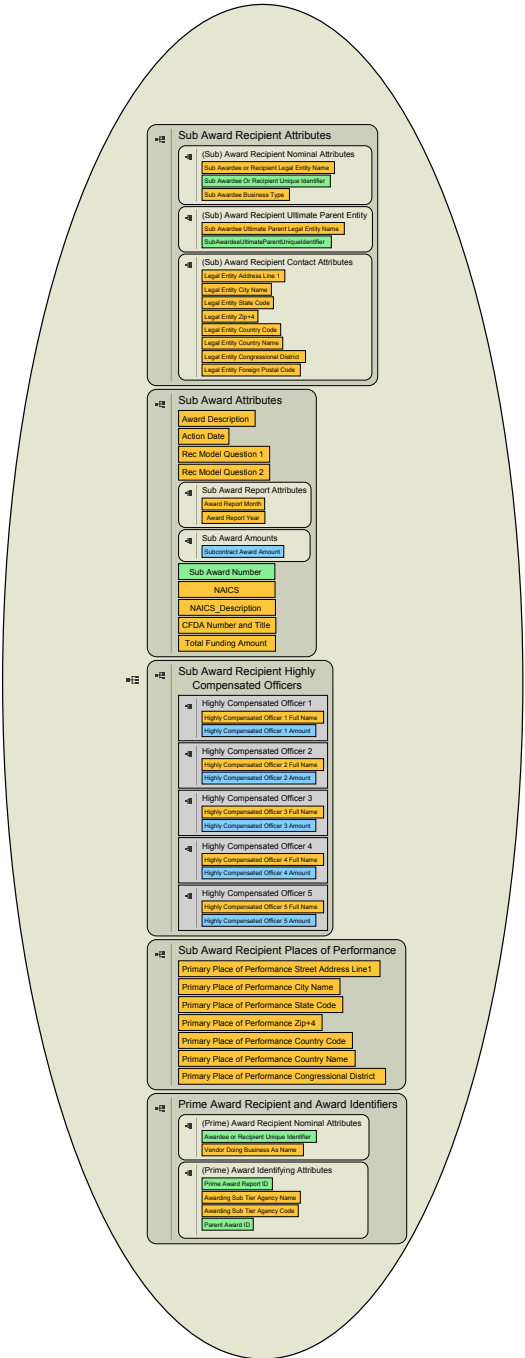 Sub Award Recipient Attributes
(Sub) Award Recipient Nominal Attributes
Sub Awardee or Recipient Legal Entity Name
Sub Awardee Or Recipient Unique Identifier
Sub Awardee Business Type
(Sub) Award Recipient Ultimate Parent Entity
Sub Awardee Ultimate Parent Legal Entity Name
SubAwardeeUltimateParentUniqueIdentifier
(Sub) Award Recipient Contact Attributes
Legal Entity Address Line 1
Legal Entity City Name
Legal Entity State Code
Legal Entity Zip+4
Legal Entity Country Code
Legal Entity Country Name
Legal Entity Congressional District
Legal Entity Foreign Postal Code
Sub Award Attributes
Award Description
Action Date
Rec Model Question 1
Rec Model Question 2
Sub Award Report Attributes
Award Report Month
Award Report Year
Sub Award Amounts
Subcontract Award Amount
Sub Award Number
NAICS
NAICS_Description
CFDA Number and Title
Total Funding Amount
Sub Award Recipient Highly
Compensated Officers
Highly Compensated Officer 1
Highly Compensated Officer 1 Full Name
Highly Compensated Officer 1 Amount
Highly Compensated Officer 2
Highly Compensated Officer 2 Full Name
Highly Compensated Officer 2 Amount
Highly Compensated Officer 3
Highly Compensated Officer 3 Full Name
Highly Compensated Officer 3 Amount
Highly Compensated Officer 4
Highly Compensated Officer 4 Full Name
Highly Compensated Officer 4 Amount
Highly Compensated Officer 5
Highly Compensated Officer 5 Full Name
Highly Compensated Officer 5 Amount
Sub Award Recipient Places of Performance
Primary Place of Performance Street Address Line1
Primary Place of Performance City Name
Primary Place of Performance State Code
Primary Place of Performance Zip+4
Primary Place of Performance Country Code
Primary Place of Performance Country Name
Primary Place of Performance Congressional District
Prime Award Recipient and Award Identifiers
(Prime) Award Recipient Nominal Attributes
Awardee or Recipient Unique Identifier
Vendor Doing Business As Name
(Prime) Award Identifying Attributes
Prime Award Report ID
Awarding Sub Tier Agency Name
Awarding Sub Tier Agency Code
Parent Award ID